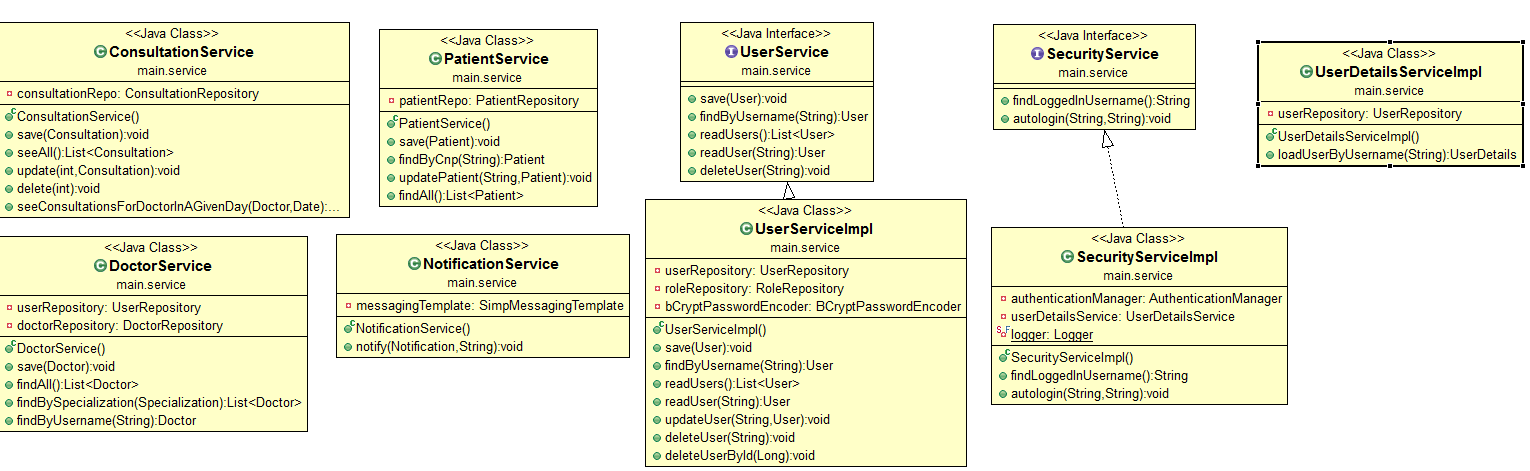 <<Java Class>>
ConsultationService
main.service
consultationRepo: ConsultationRepository
ConsultationService()
save(Consultation):void
seeAll():List<Consultation>
update(int,Consultation):void
delete(int):void
seeConsultationsForDoctorInAGivenDay(Doctor,Date):...
<<Java Class>>
PatientService
main.service
patientRepo: PatientRepository
PatientService()
save(Patient):void
findByCnp(String):Patient
updatePatient(String,Patient):void
findAll():List<Patient>
<<Java Interface>>
UserService
main.service
save(User):void
findByUsername(String):User
readUsers():List<User>
readUser(String):User
deleteUser(String):void
<<Java Interface>>
SecurityService
main.service
findLoggedInUsername():String
autologin(String,String):void
<<Java Class>>
UserDetailsServiceImpl
main.service
userRepository: UserRepository
UserDetailsServiceImpl()
loadUserByUsername(String):UserDetails
<<Java Class>>
DoctorService
main.service
userRepository: UserRepository
doctorRepository: DoctorRepository
DoctorService()
save(Doctor):void
findAll():List<Doctor>
findBySpecialization(Specialization):List<Doctor>
findByUsername(String):Doctor
<<Java Class>>
NotificationService
main.service
messagingTemplate: SimpMessagingTemplate
NotificationService()
notify(Notification,String):void
<<Java Class>>
UserServiceImpl
main.service
userRepository: UserRepository
roleRepository: RoleRepository
bCryptPasswordEncoder: BCryptPasswordEncoder
UserServiceImpl()
save(User):void
findByUsername(String):User
readUsers():List<User>
readUser(String):User
updateUser(String,User):void
deleteUser(String):void
deleteUserById(Long):void
<<Java Class>>
SecurityServiceImpl
main.service
authenticationManager: AuthenticationManager
userDetailsService: UserDetailsService
logger: Logger
SecurityServiceImpl()
findLoggedInUsername():String
autologin(String,String):void